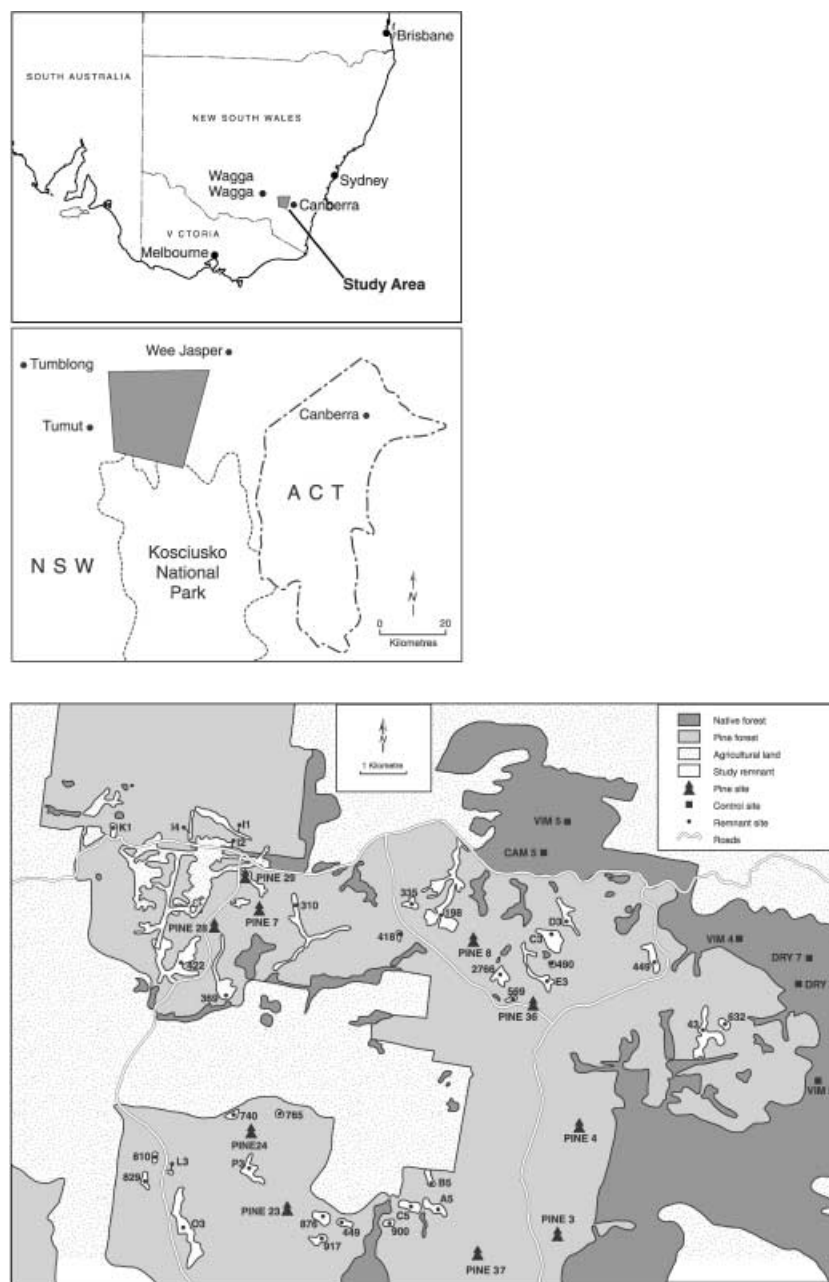 Brisbane
SOUTH AUSTRALIA
NEW SOUTH WALES
Wagga
Wagga
Sydney
Canberra
V CTORIA
Melbourne
Study Area
Wee Jasper
Tumblong
Canberra
Tumut
A C T
N S W
Kosciusko
National
Park
N
0 20
Kilometres
N
1 Kilometre
Native forest
Pine forest
Agricultural land
Study remnant
Pine site
Control site
Remnant site
Roads
K1
I4
I1
I2
VIM 5
CAM 5
PINE 29
310
PINE 7
PINE 28
335
198
418
D3
C3
PINE 8
VIM 4
DRY 7
DRY
422
2766
490
E3
449
369
559
PINE 36
43
632
VIM
740
765
PINE24
PINE 4
810
L3
P3
829
B5
A5
C5
O3
PINE 23
876
449
900
917
PINE 3
PINE 37